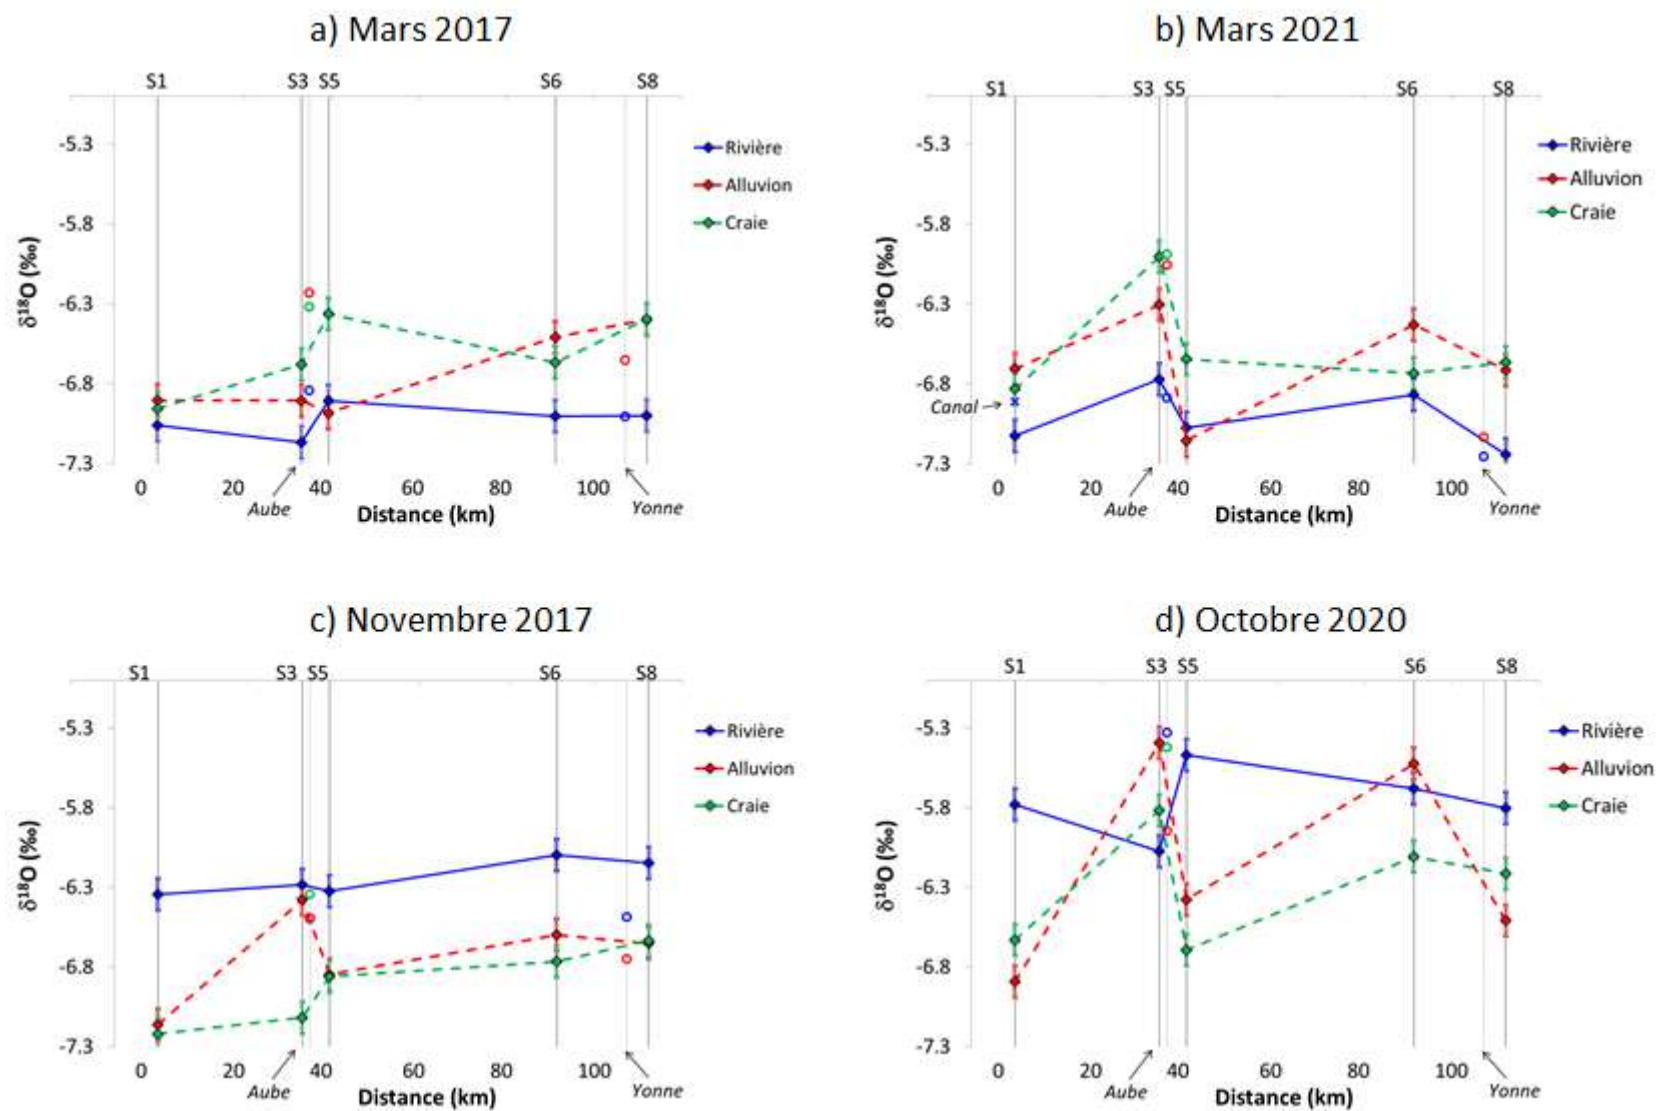 a) Mars 2017
S1 S3 S5 S6 S8
-5.3
-5.8
-6.3
-6.8
-7.3
δ¹⁸O (‰)
Rivière
Alluvion
Craie
0 20 40 60 80 100
Aube Distance (km) Yonne
b) Mars 2021
S1 S3 S5 S6 S8
-5.3
-5.8
-6.3
-6.8
-7.3
δ¹⁸O (‰)
Rivière
Alluvion
Craie
Canal
0 20 40 60 80 100
Aube Distance (km) Yonne
c) Novembre 2017
S1 S3 S5 S6 S8
-5.3
-5.8
-6.3
-6.8
-7.3
δ¹⁸O (‰)
Rivière
Alluvion
Craie
0 20 40 60 80 100
Aube Distance (km) Yonne
d) Octobre 2020
S1 S3 S5 S6 S8
-5.3
-5.8
-6.3
-6.8
-7.3
δ¹⁸O (‰)
Rivière
Alluvion
Craie
0 20 40 60 80 100
Aube Distance (km) Yonne